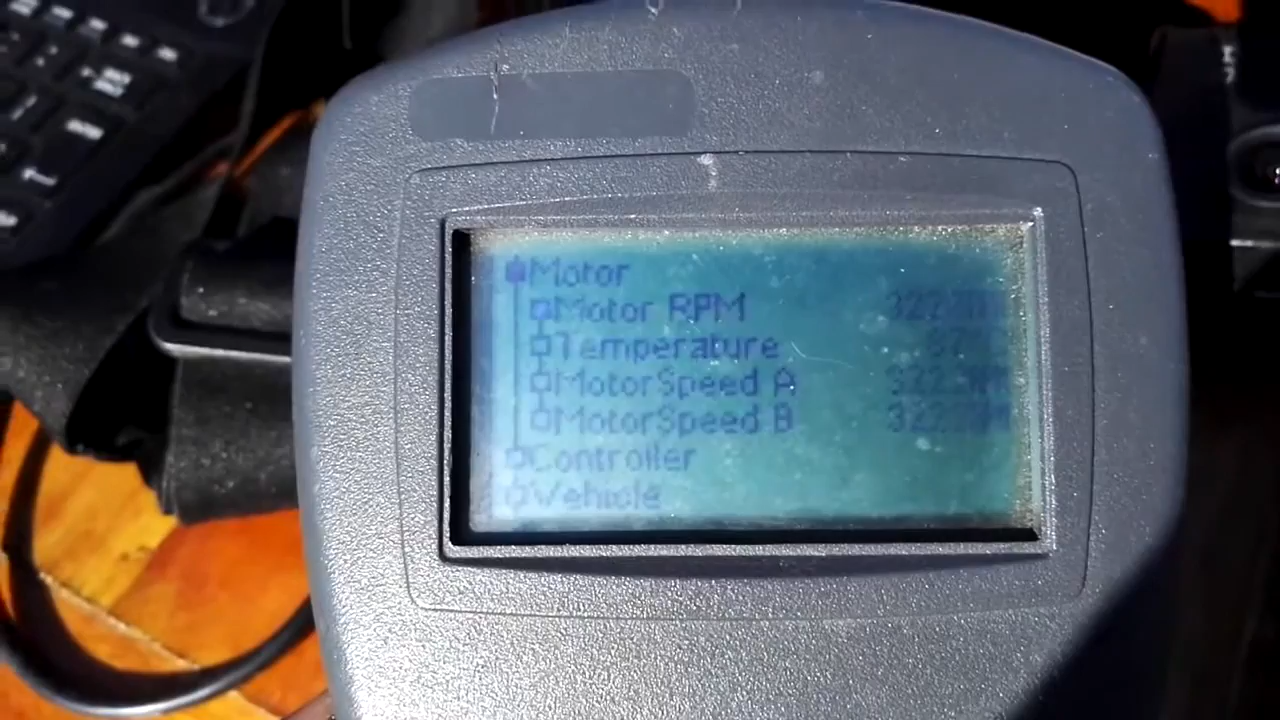 Motor
Motor RPM
Temperature
MotorSpeed A
MotorSpeed B
Controller
Vehicle